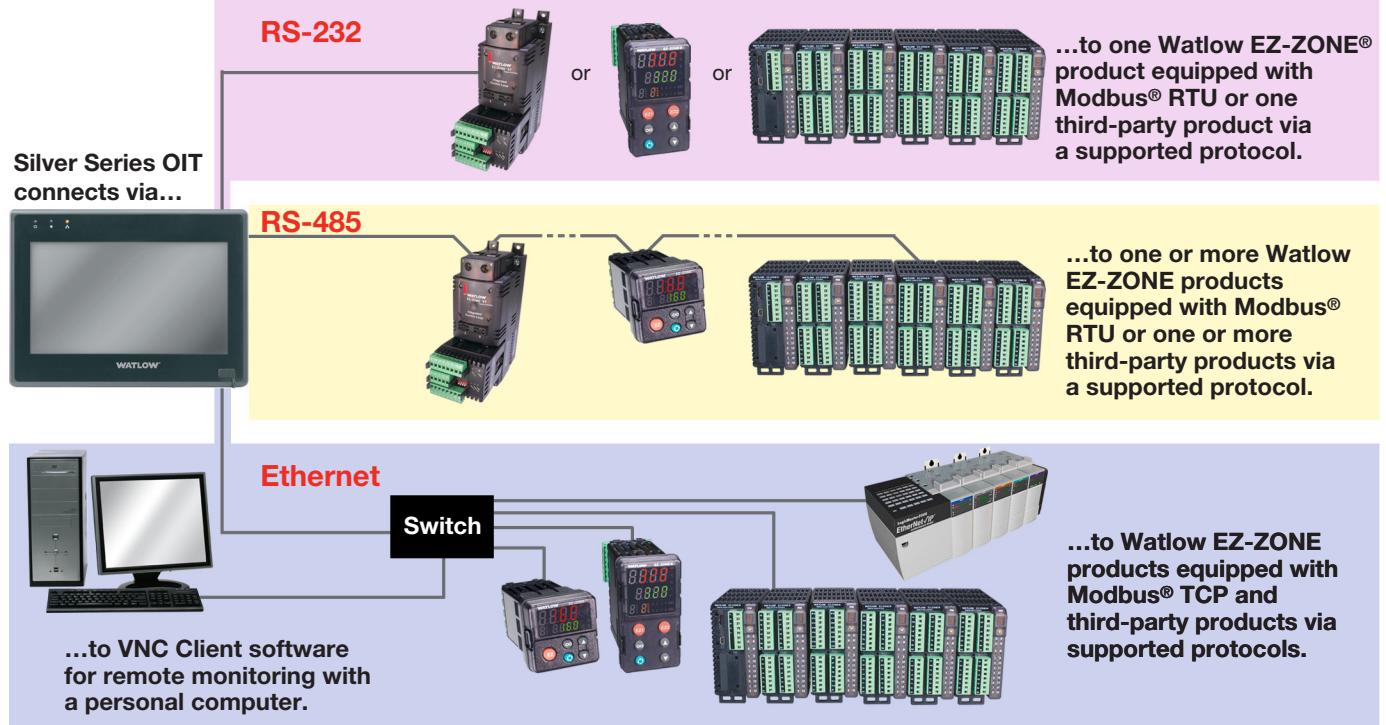 RS-232
or
or
…to one Watlow EZ-ZONE®
product equipped with
Modbus® RTU or one
third-party product via
a supported protocol.
Silver Series OIT
connects via…
WATLOW
RS-485
…to one or more Watlow
EZ-ZONE products
equipped with Modbus®
RTU or one or more
third-party products via
a supported protocol.
Ethernet
Switch
EtherNet/IP
…to Watlow EZ-ZONE
products equipped with
Modbus® TCP and
third-party products via
supported protocols.
…to VNC Client software
for remote monitoring with
a personal computer.